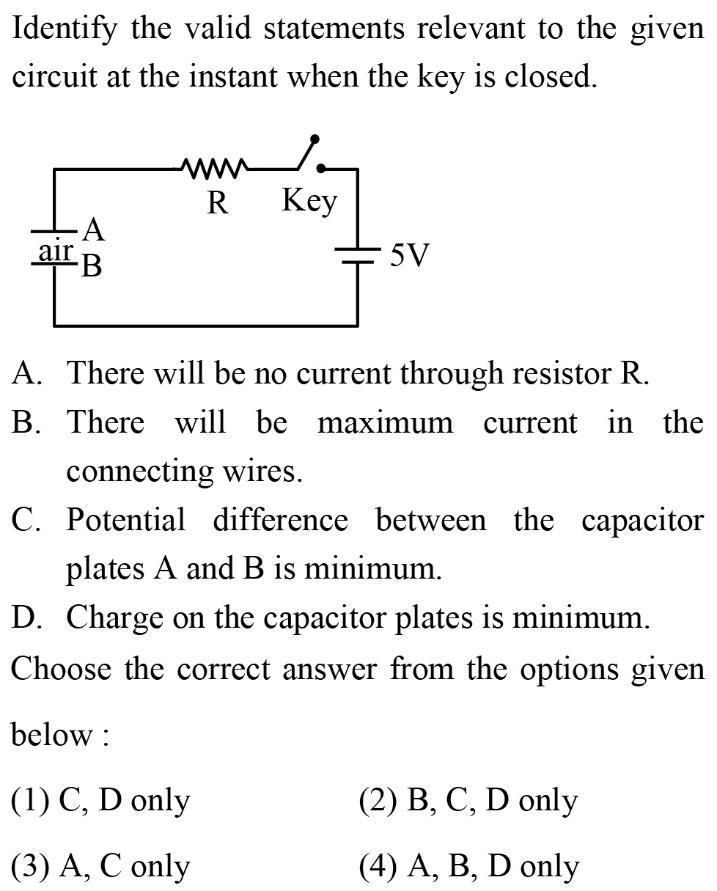 Identify the valid statements relevant to the given
circuit at the instant when the key is closed.
R Key
A
air
B
5V
A. There will be no current through resistor R.
B. There will be maximum current in the
connecting wires.
C. Potential difference between the capacitor
plates A and B is minimum.
D. Charge on the capacitor plates is minimum.
Choose the correct answer from the options given
below :
(1) C, D only (2) B, C, D only
(3) A, C only (4) A, B, D only